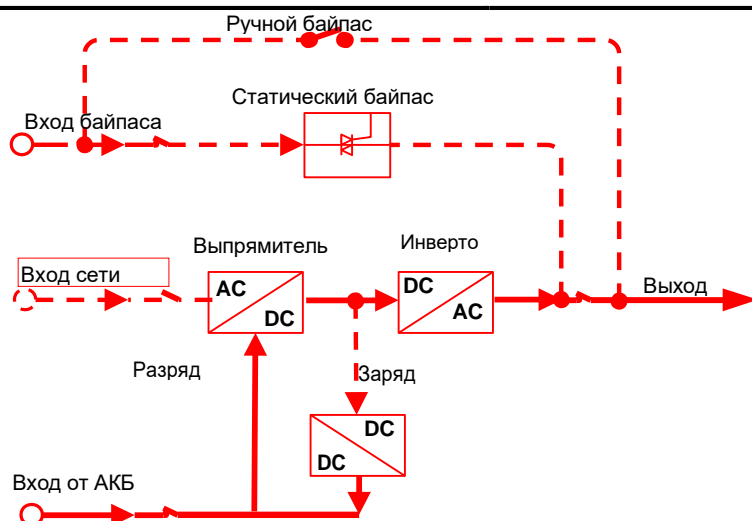 Ручной байпас
Статический байпас
Вход байпаса
Выпрямитель
Инверто
Вход сети
AC
DC
DC
AC
Выход
Разряд
Заряд
DC
DC
Вход от АКБ